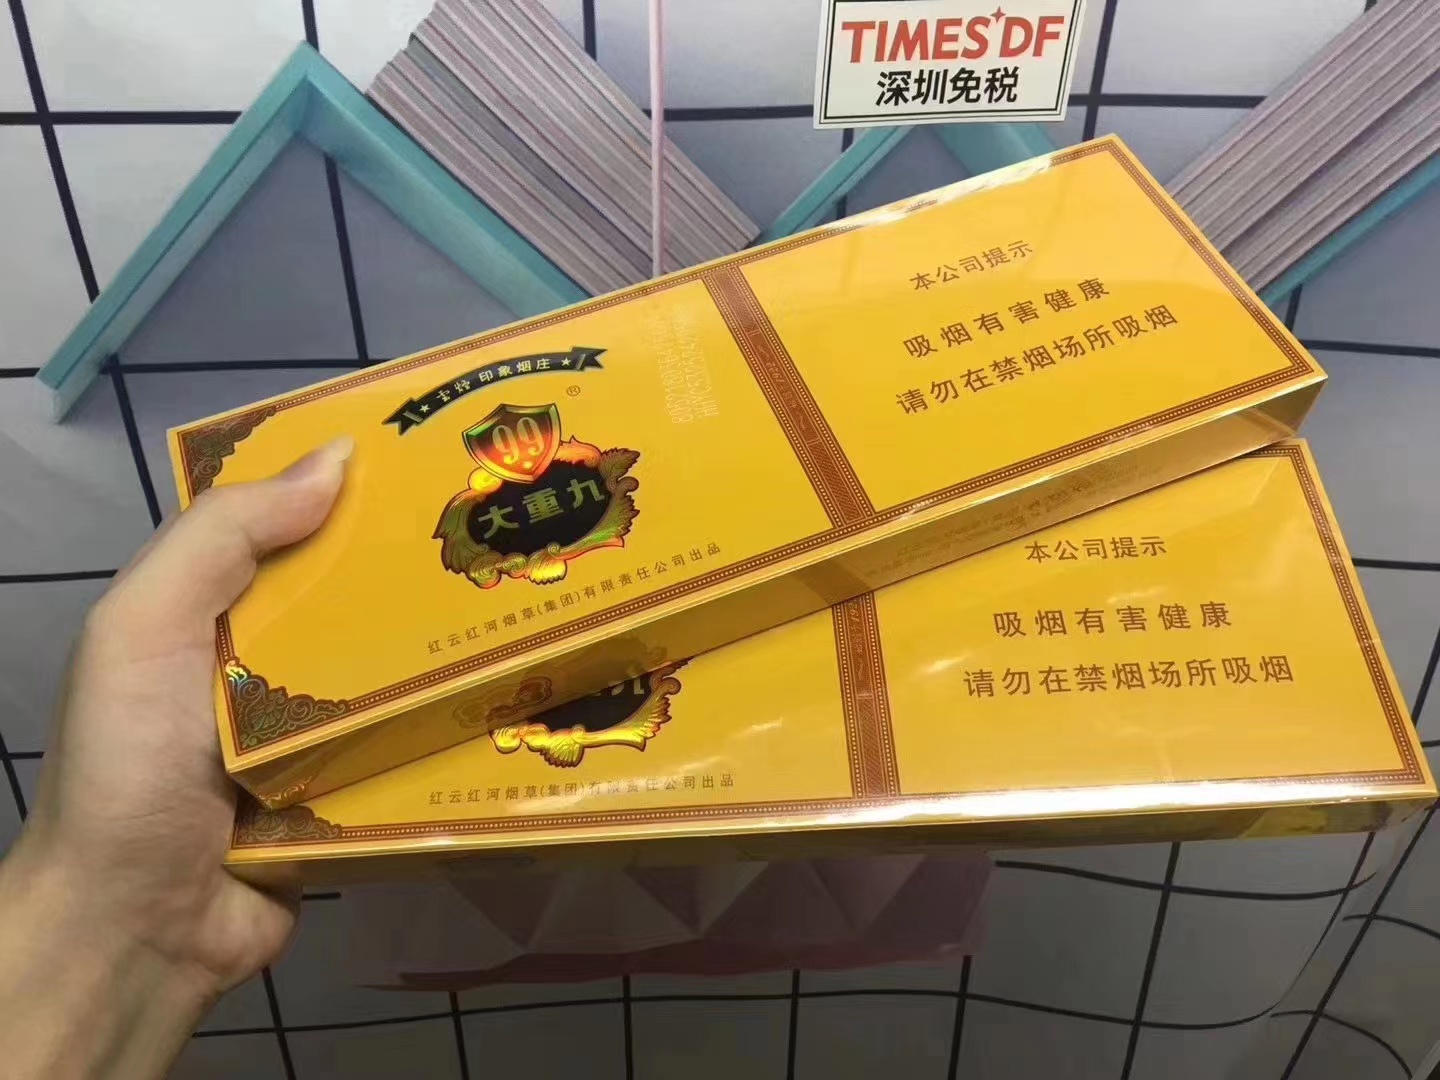 TIMES DF
深圳免税
本公司提示
吸烟有害健康
请勿在禁烟场所吸烟
云烟 印象烟庄
®
99
大重九
红云红河烟草(集团)有限责任公司出品
本公司提示
吸烟有害健康
请勿在禁烟场所吸烟
九
红云红河烟草(集团)有限责任公司出品